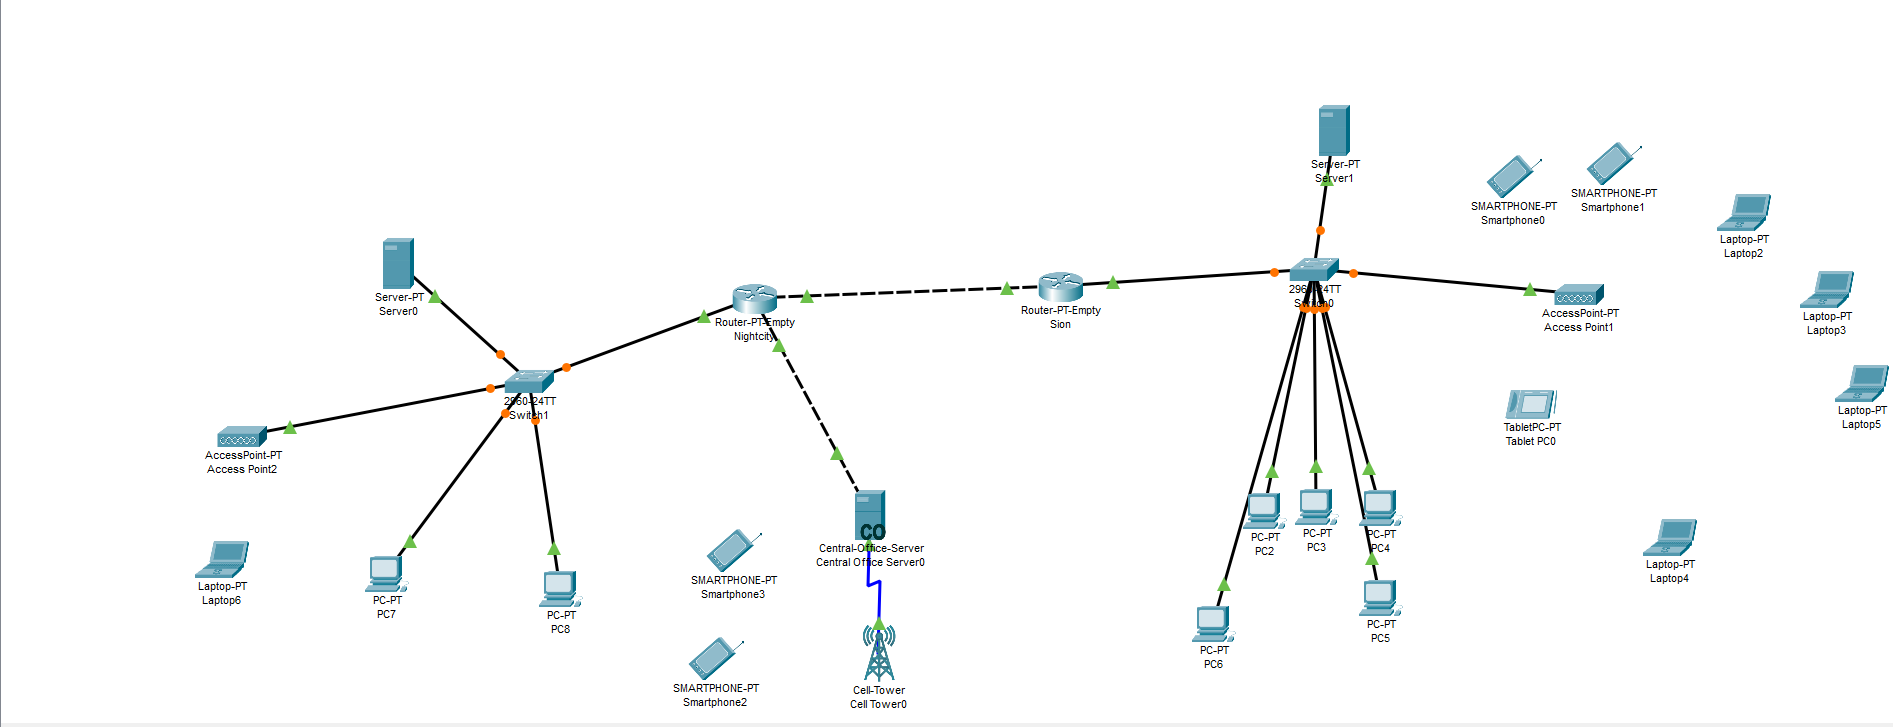 Server-PT
Server1
SMARTPHONE-PT
Smartphone0
SMARTPHONE-PT
Smartphone1
Laptop-PT
Laptop2
Server-PT
Server0
Router-PT-Empty
Nightcity
Router-PT-Empty
Sion
2960-24TT
Switch0
AccessPoint-PT
Access Point1
Laptop-PT
Laptop3
2960-24TT
Switch1
TabletPC-PT
Tablet PC0
Laptop-PT
Laptop5
AccessPoint-PT
Access Point2
CO
Central-Office-Server
Central Office Server0
PC-PT
PC2
PC-PT
PC3
PC-PT
PC4
Laptop-PT
Laptop4
Laptop-PT
Laptop6
PC-PT
PC7
PC-PT
PC8
SMARTPHONE-PT
Smartphone3
PC-PT
PC5
PC-PT
PC6
SMARTPHONE-PT
Smartphone2
Cell-Tower
Cell Tower0